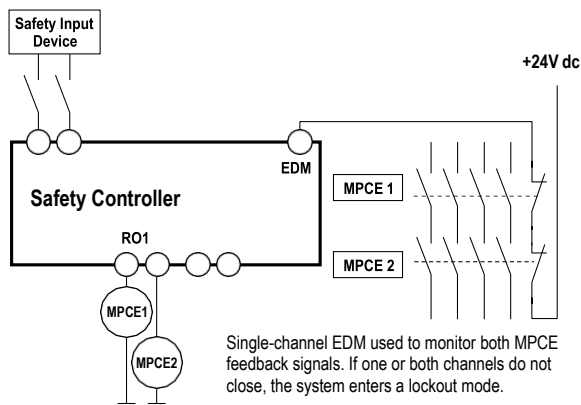 Safety Input
Device
+24V dc
EDM
Safety Controller
MPCE 1
RO1
MPCE 2
MPCE1
MPCE2
Single-channel EDM used to monitor both MPCE
feedback signals. If one or both channels do not
close, the system enters a lockout mode.